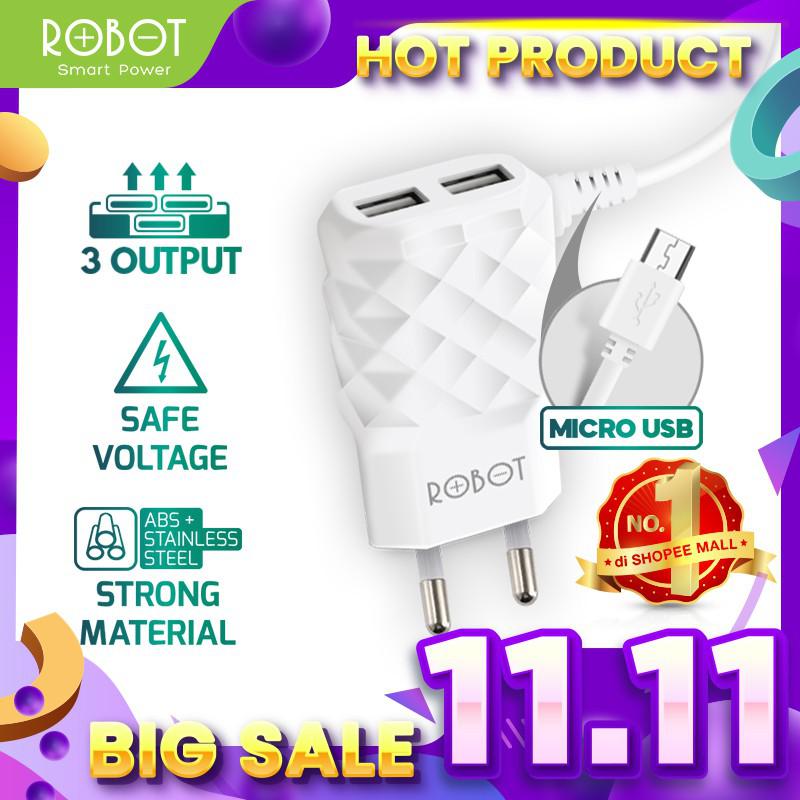 ROBOT
Smart Power
HOT PRODUCT
3 OUTPUT
SAFE
VOLTAGE
ABS +
STAINLESS
STEEL
STRONG
MATERIAL
ROBOT
MICRO USB
NO. 1
di SHOPEE MALL
BIG SALE 11.11